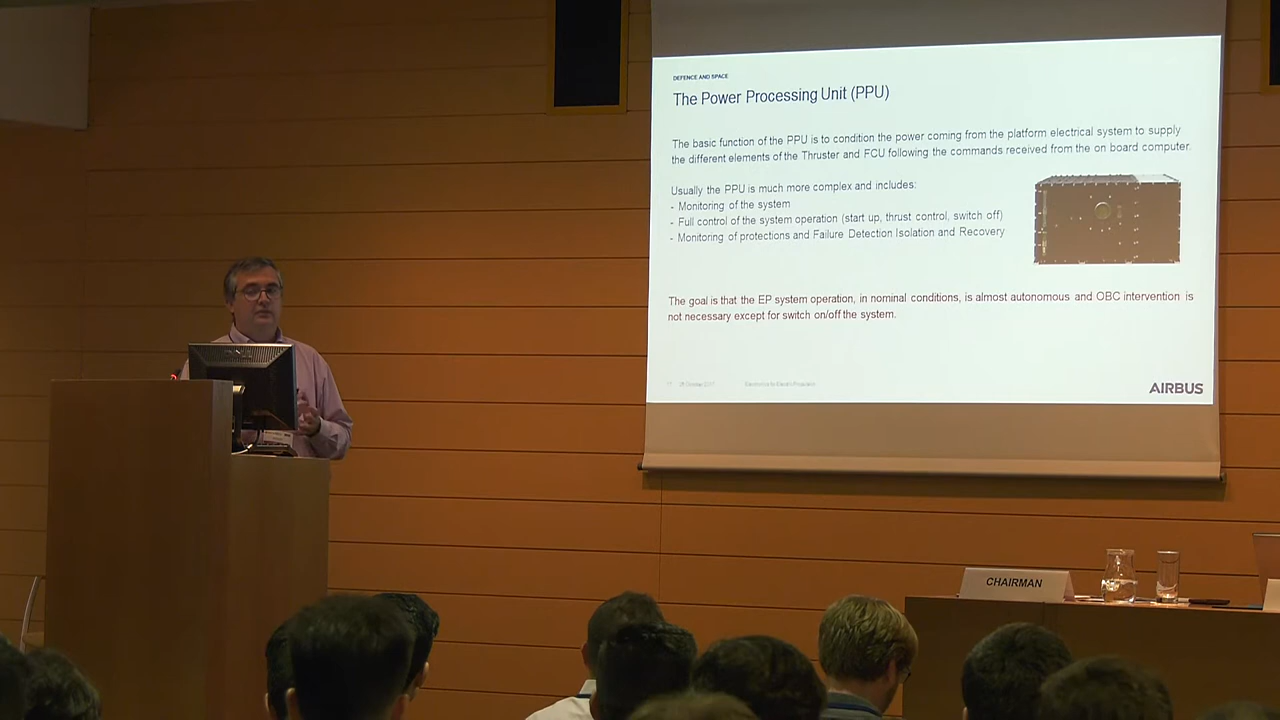 DEFENCE AND SPACE
The Power Processing Unit (PPU)
The basic function of the PPU is to condition the power coming from the platform electrical system to supply
the different elements of the Thruster and FCU following the commands received from the on board computer.
Usually the PPU is much more complex and includes:
- Monitoring of the system
- Full control of the system operation (start up, thrust control, switch off)
- Monitoring of protections and Failure Detection Isolation and Recovery
The goal is that the EP system operation, in nominal conditions, is almost autonomous and OBC intervention is
not necessary except for switch on/off the system.
AIRBUS
CHAIRMAN